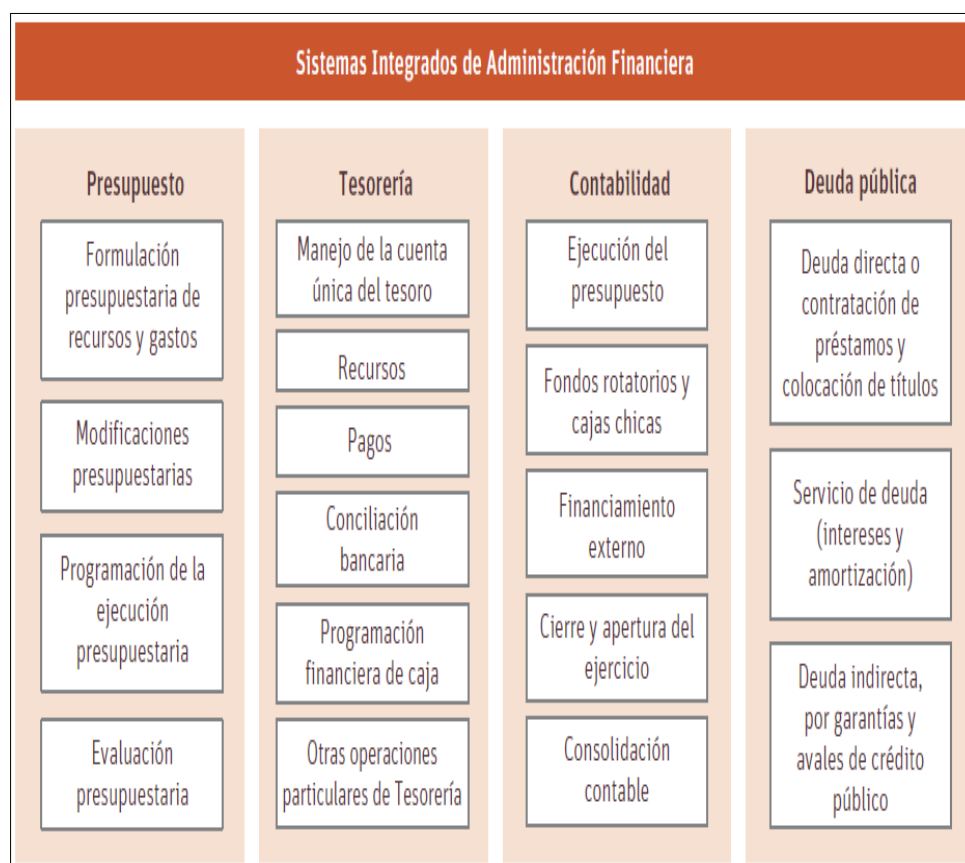 Sistemas Integrados de Administración Financiera
Presupuesto
Formulación
presupuestaria de
recursos y gastos
Modificaciones
presupuestarias
Programación de la
ejecución
presupuestaria
Evaluación
presupuestaria
Tesorería
Manejo de la cuenta
única del tesoro
Recursos
Pagos
Conciliación
bancaria
Programación
financiera de caja
Otras operaciones
particulares de Tesorería
Contabilidad
Ejecución del
presupuesto
Fondos rotatorios y
cajas chicas
Financiamiento
externo
Cierre y apertura del
ejercicio
Consolidación
contable
Deuda pública
Deuda directa o
contratación de
préstamos y
colocación de títulos
Servicio de deuda
(intereses y
amortización)
Deuda indirecta,
por garantías y
avales de crédito
público